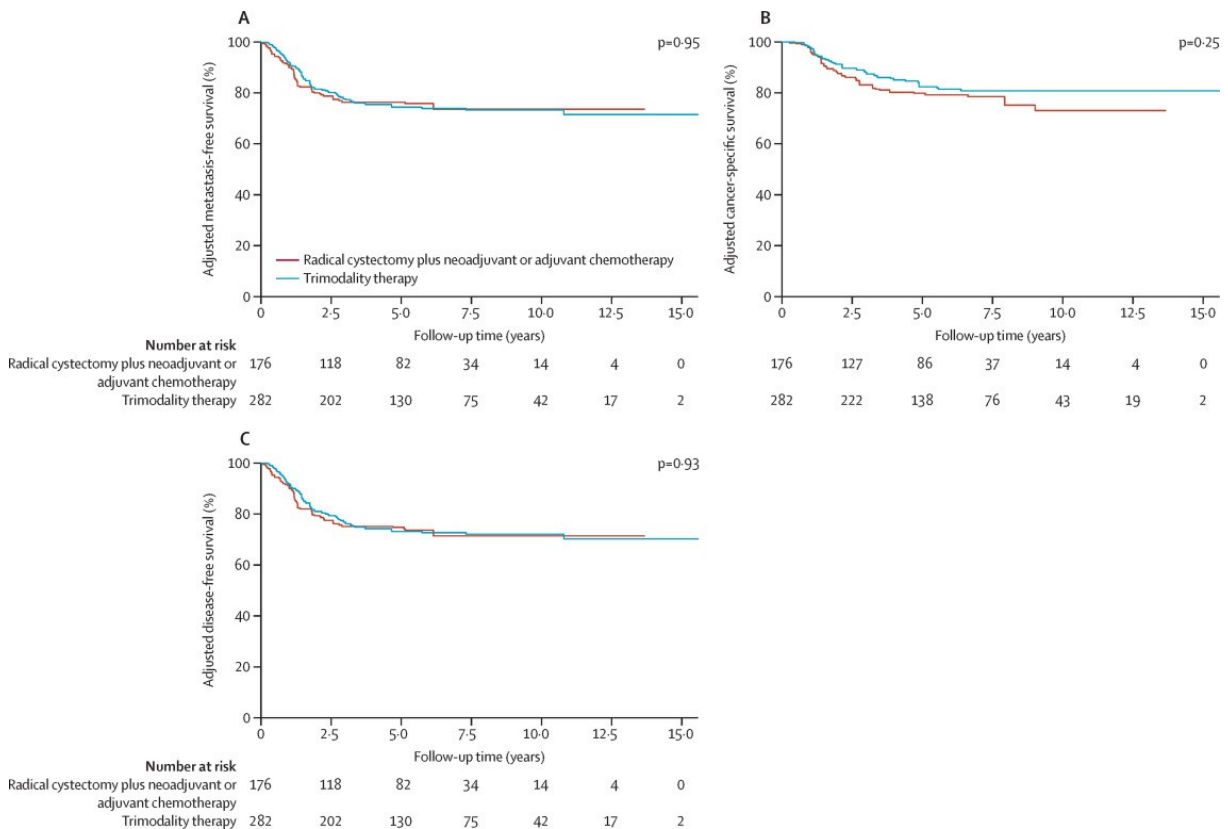 A
p=0·95
Adjusted metastasis-free survival (%)
100
80
60
40
20
0
Radical cystectomy plus neoadjuvant or adjuvant chemotherapy
Trimodality therapy
0 2·5 5·0 7·5 10·0 12·5 15·0
Follow-up time (years)
Number at risk
Radical cystectomy plus neoadjuvant or adjuvant chemotherapy
176 118 82 34 14 4 0
Trimodality therapy 282 202 130 75 42 17 2
B
p=0·25
Adjusted cancer-specific survival (%)
100
80
60
40
20
0
0 2·5 5·0 7·5 10·0 12·5 15·0
Follow-up time (years)
176 127 86 37 14 4 0
282 222 138 76 43 19 2
C
p=0·93
Adjusted disease-free survival (%)
100
80
60
40
20
0
0 2·5 5·0 7·5 10·0 12·5 15·0
Follow-up time (years)
Number at risk
Radical cystectomy plus neoadjuvant or 176 118 82 34 14 4 0
adjuvant chemotherapy
Trimodality therapy 282 202 130 75 42 17 2